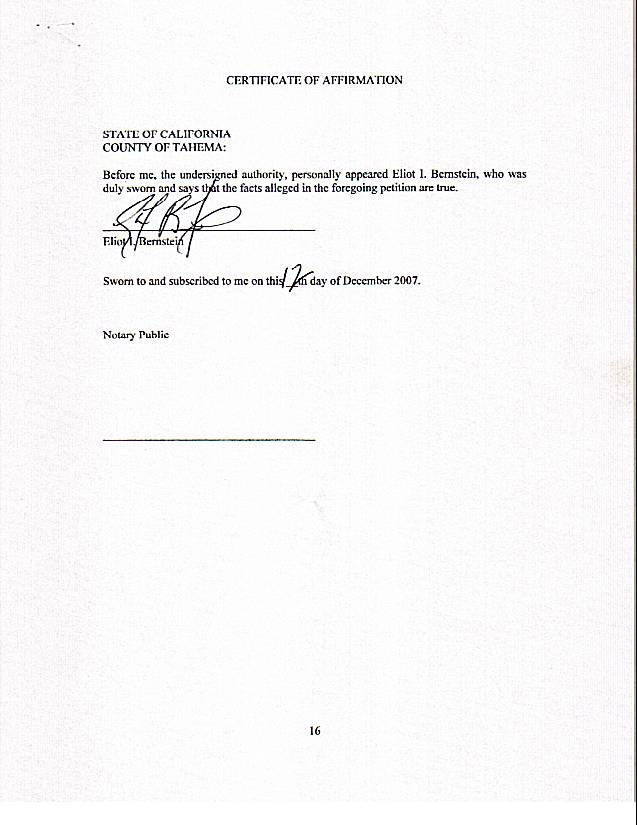 CERTIFICATE OF AFFIRMATION
STATE OF CALIFORNIA
COUNTY OF TAHEMA:
Before me, the undersigned authority, personally appeared Eliot I. Bernstein, who was
duly sworn and says that the facts alleged in the foregoing petition are true.
Eliot I. Bernstein
Sworn to and subscribed to me on this 12th day of December 2007.
Notary Public
16